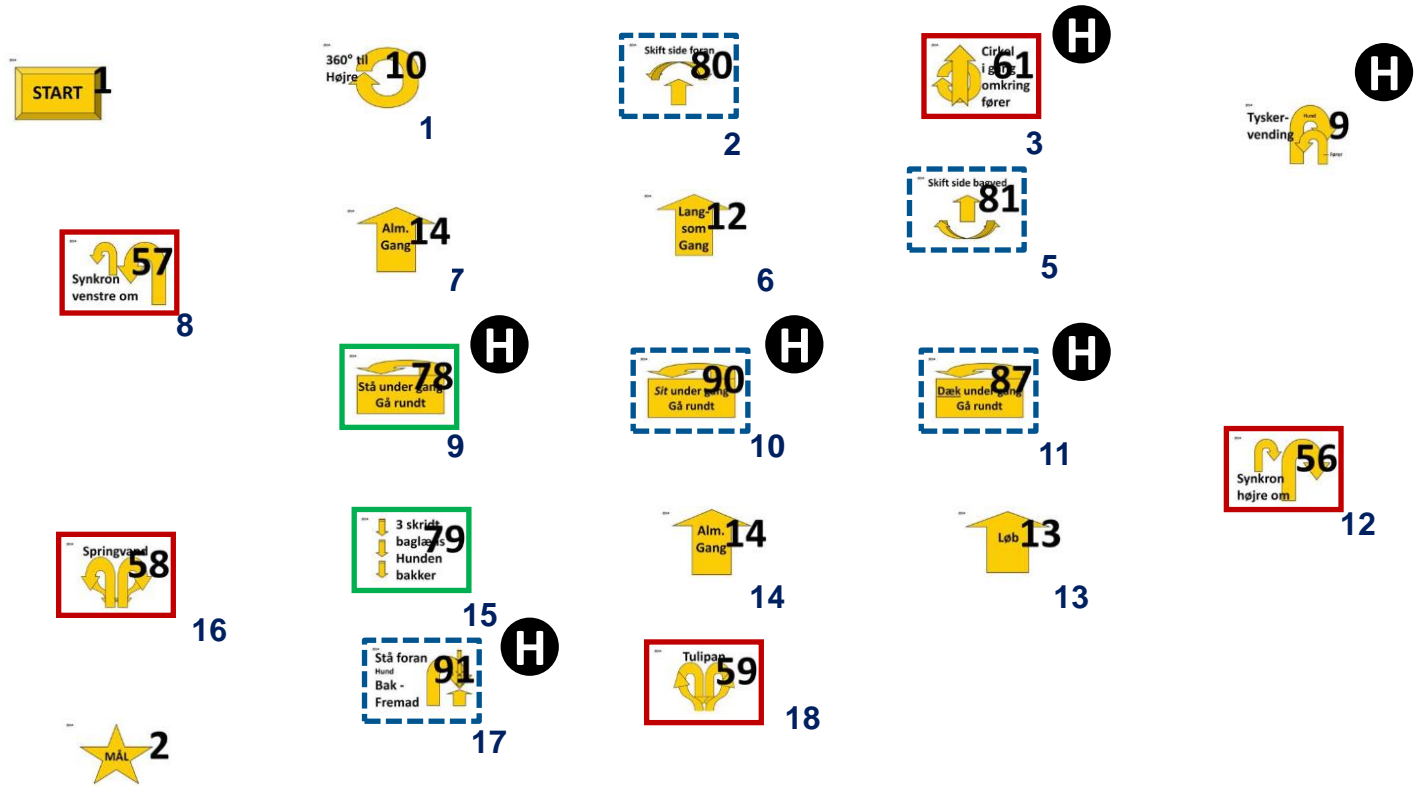 START
1
360° til
Højre
10
1
Skift side foran
80
2
Cirkel
i gang
omkring
fører
61
3
H
Tysker-
vending
Hund
Fører
9
H
Synkron
venstre om
57
8
Alm.
Gang
14
7
Lang-
som
Gang
12
6
Skift side bagved
81
5
Stå under gang
Gå rundt
78
9
H
Sit under gang
Gå rundt
90
10
H
Dæk under gang
Gå rundt
87
11
H
Synkron
højre om
56
12
Springvand
58
16
3 skridt
baglæns
Hunden
bakker
79
15
Alm.
Gang
14
14
Løb
13
13
Stå foran
Hund
Bak -
Fremad
91
17
H
Tulipan
59
18
MÅL
2